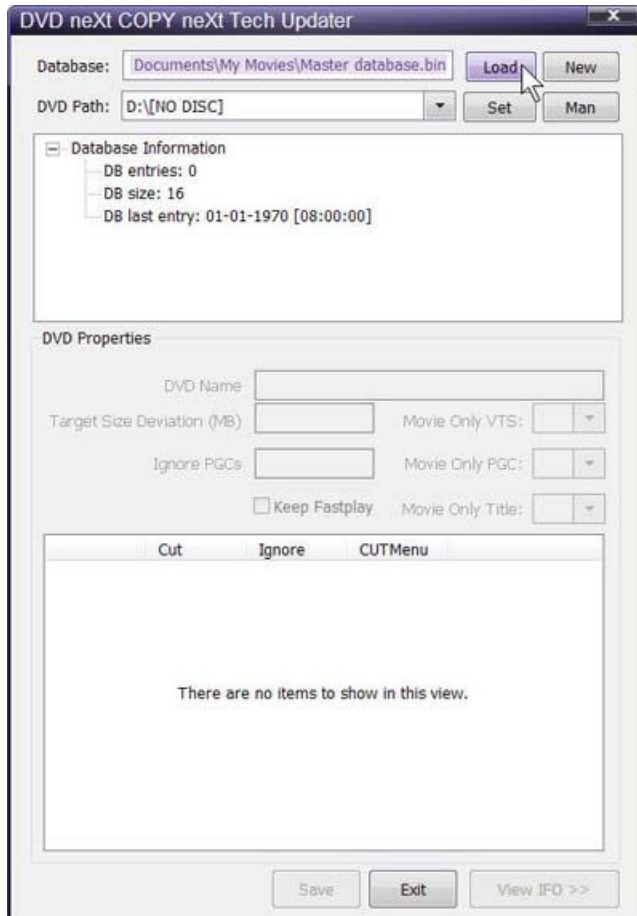 DVD neXt COPY neXt Tech Updater x
Database: Documents\My Movies\Master database.bin Load New
DVD Path: D:\[NO DISC] Set Man
Database Information
DB entries: 0
DB size: 16
DB last entry: 01-01-1970 [08:00:00]
DVD Properties
DVD Name
Target Size Deviation (MB) Movie Only VTS:
Ignore PGCs Movie Only PGC:
Keep Fastplay Movie Only Title:
Cut Ignore CUTMenu
There are no items to show in this view.
Save Exit View IFO >>